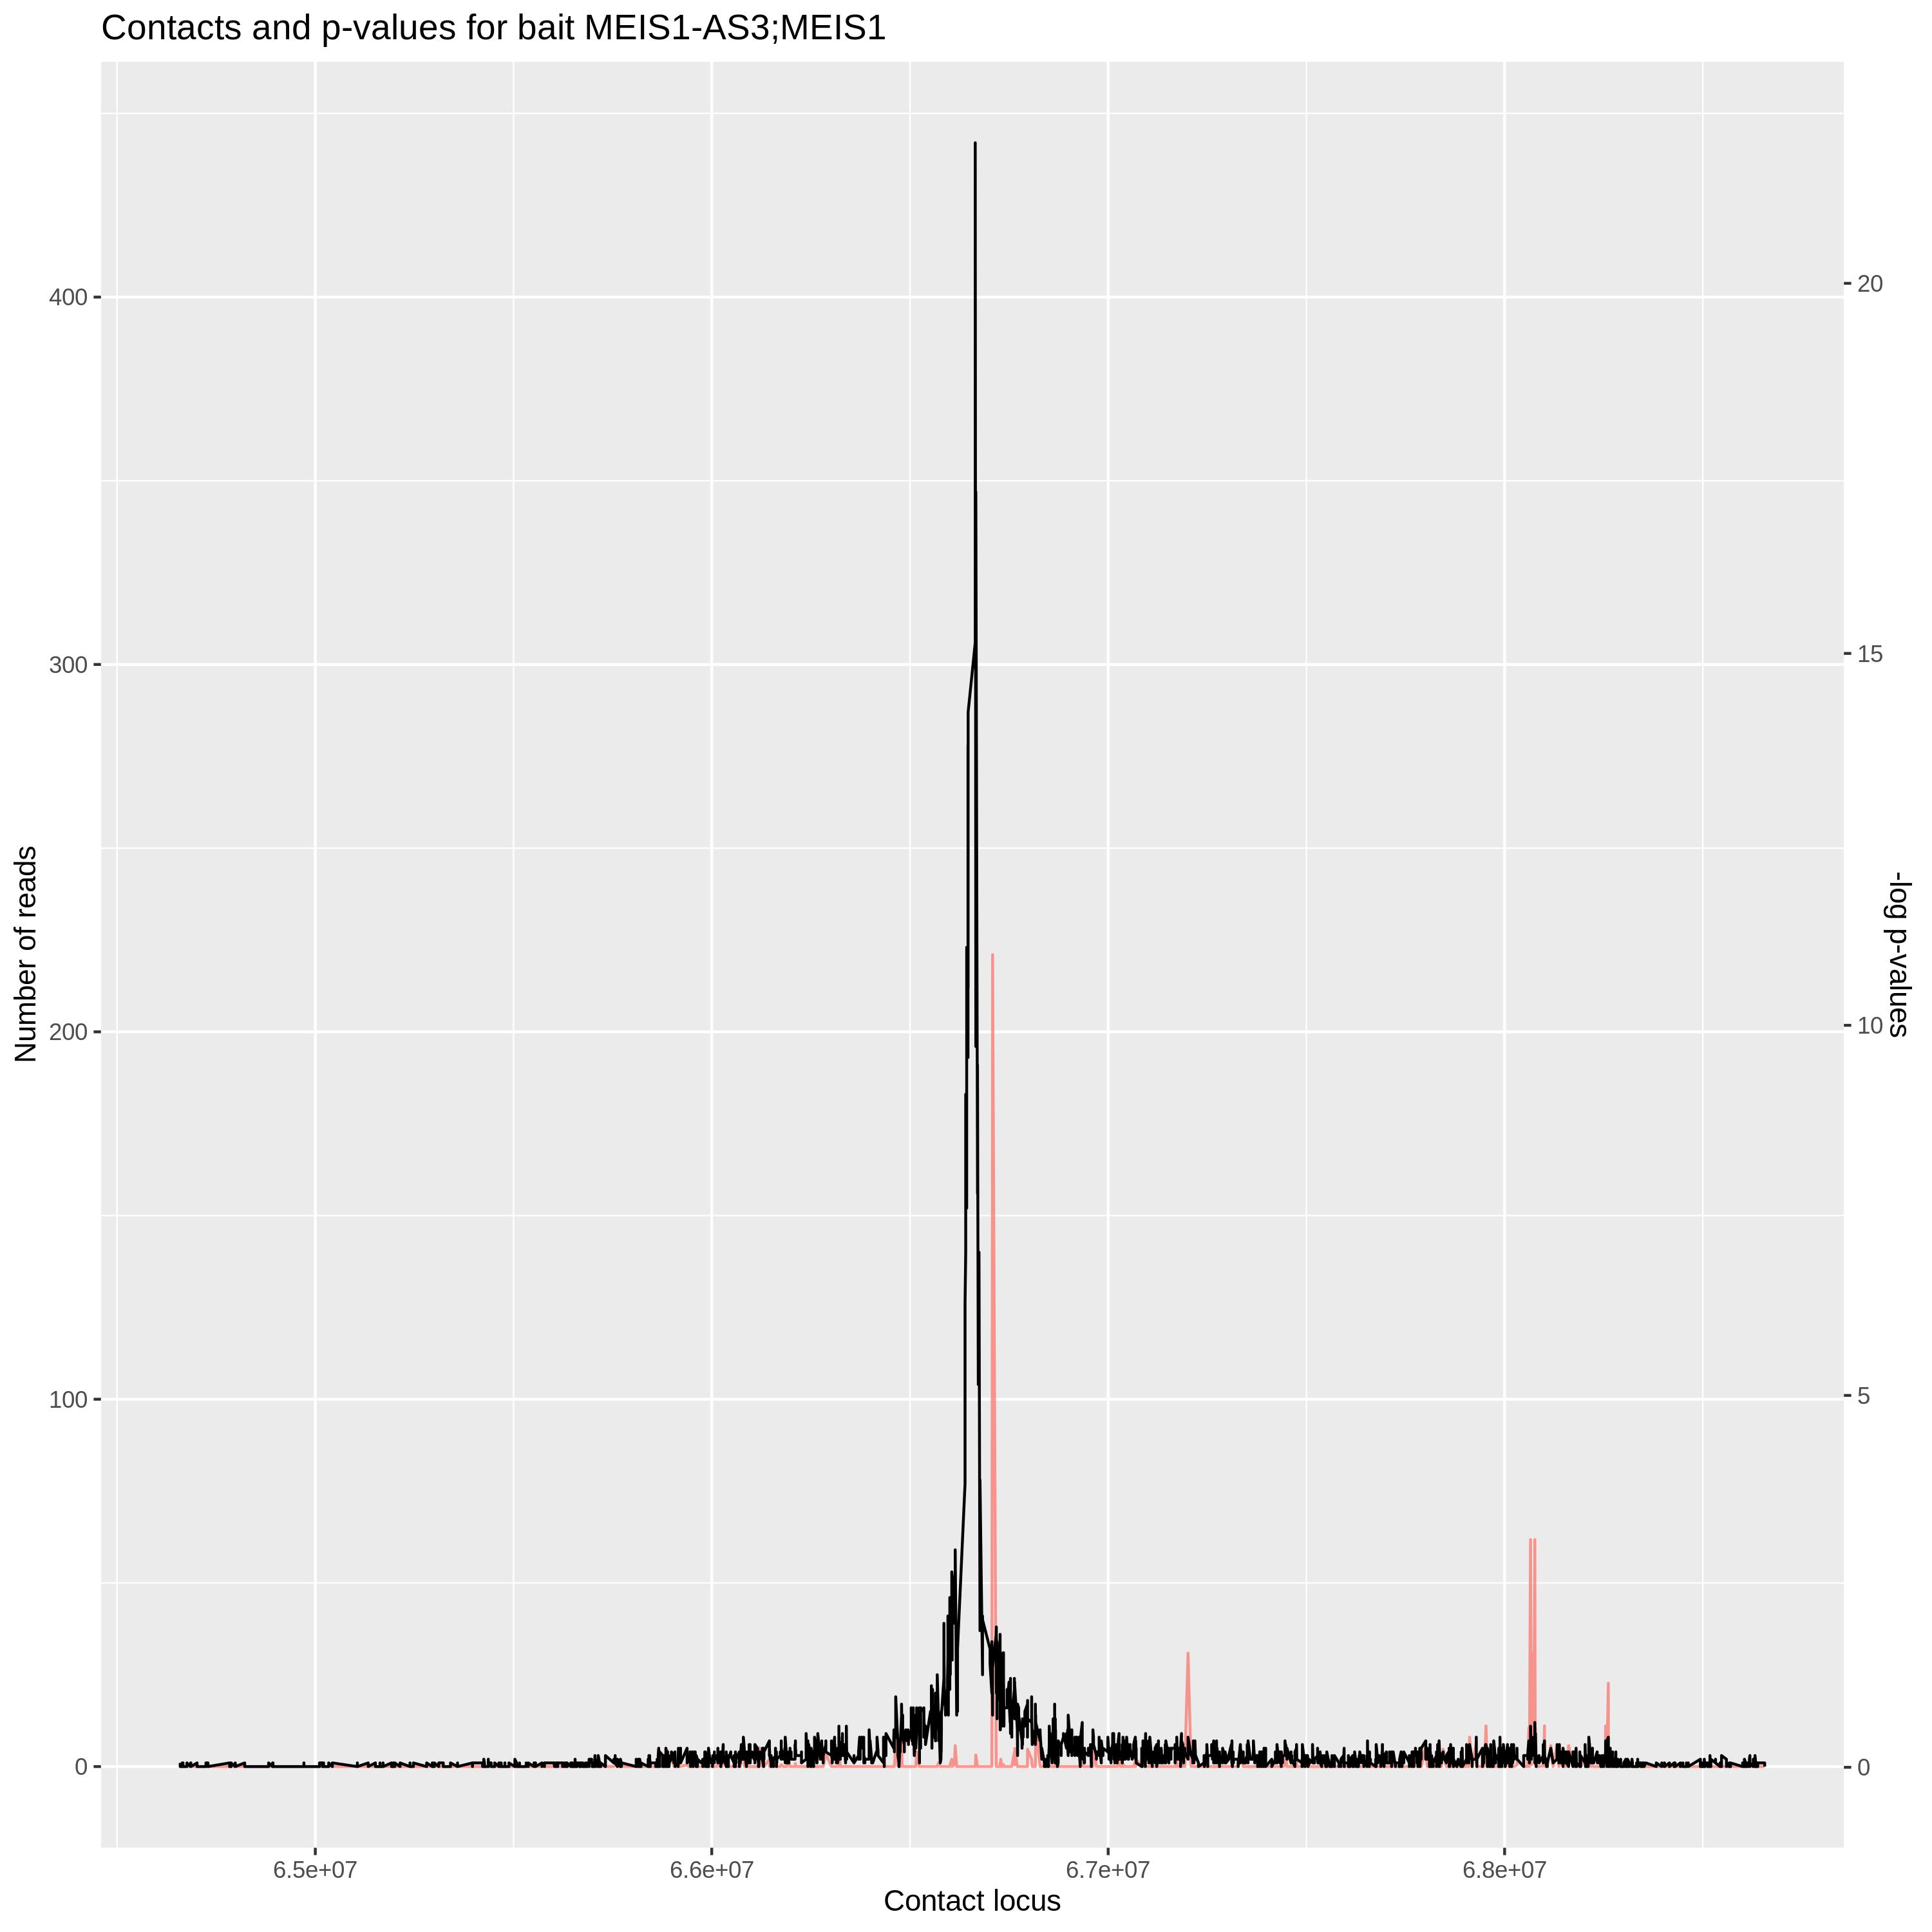 Contacts and p-values for bait MEIS1-AS3;MEIS1
Number of reads
400
300
200
100
0
20
15
10
5
0
-log p-values
6.5e+07 6.6e+07 6.7e+07 6.8e+07
Contact locus